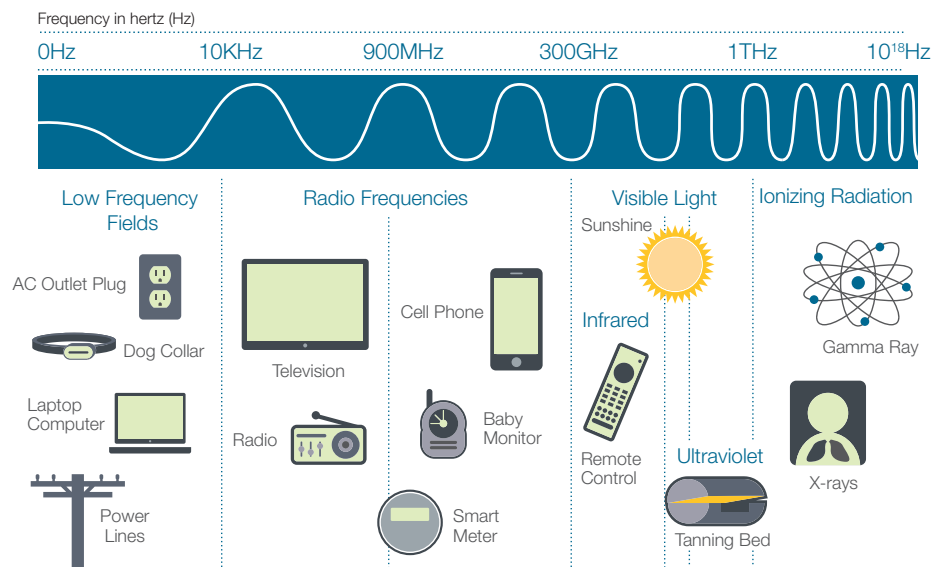 Frequency in hertz (Hz)
0Hz 10KHz 900MHz 300GHz 1THz 10¹⁸Hz
Low Frequency
Fields
AC Outlet Plug
Dog Collar
Laptop
Computer
Power
Lines
Radio Frequencies
Television
Radio
Cell Phone
Baby
Monitor
Smart
Meter
Visible Light
Sunshine
Infrared
Remote
Control
Ultraviolet
Tanning Bed
Ionizing Radiation
Gamma Ray
X-rays